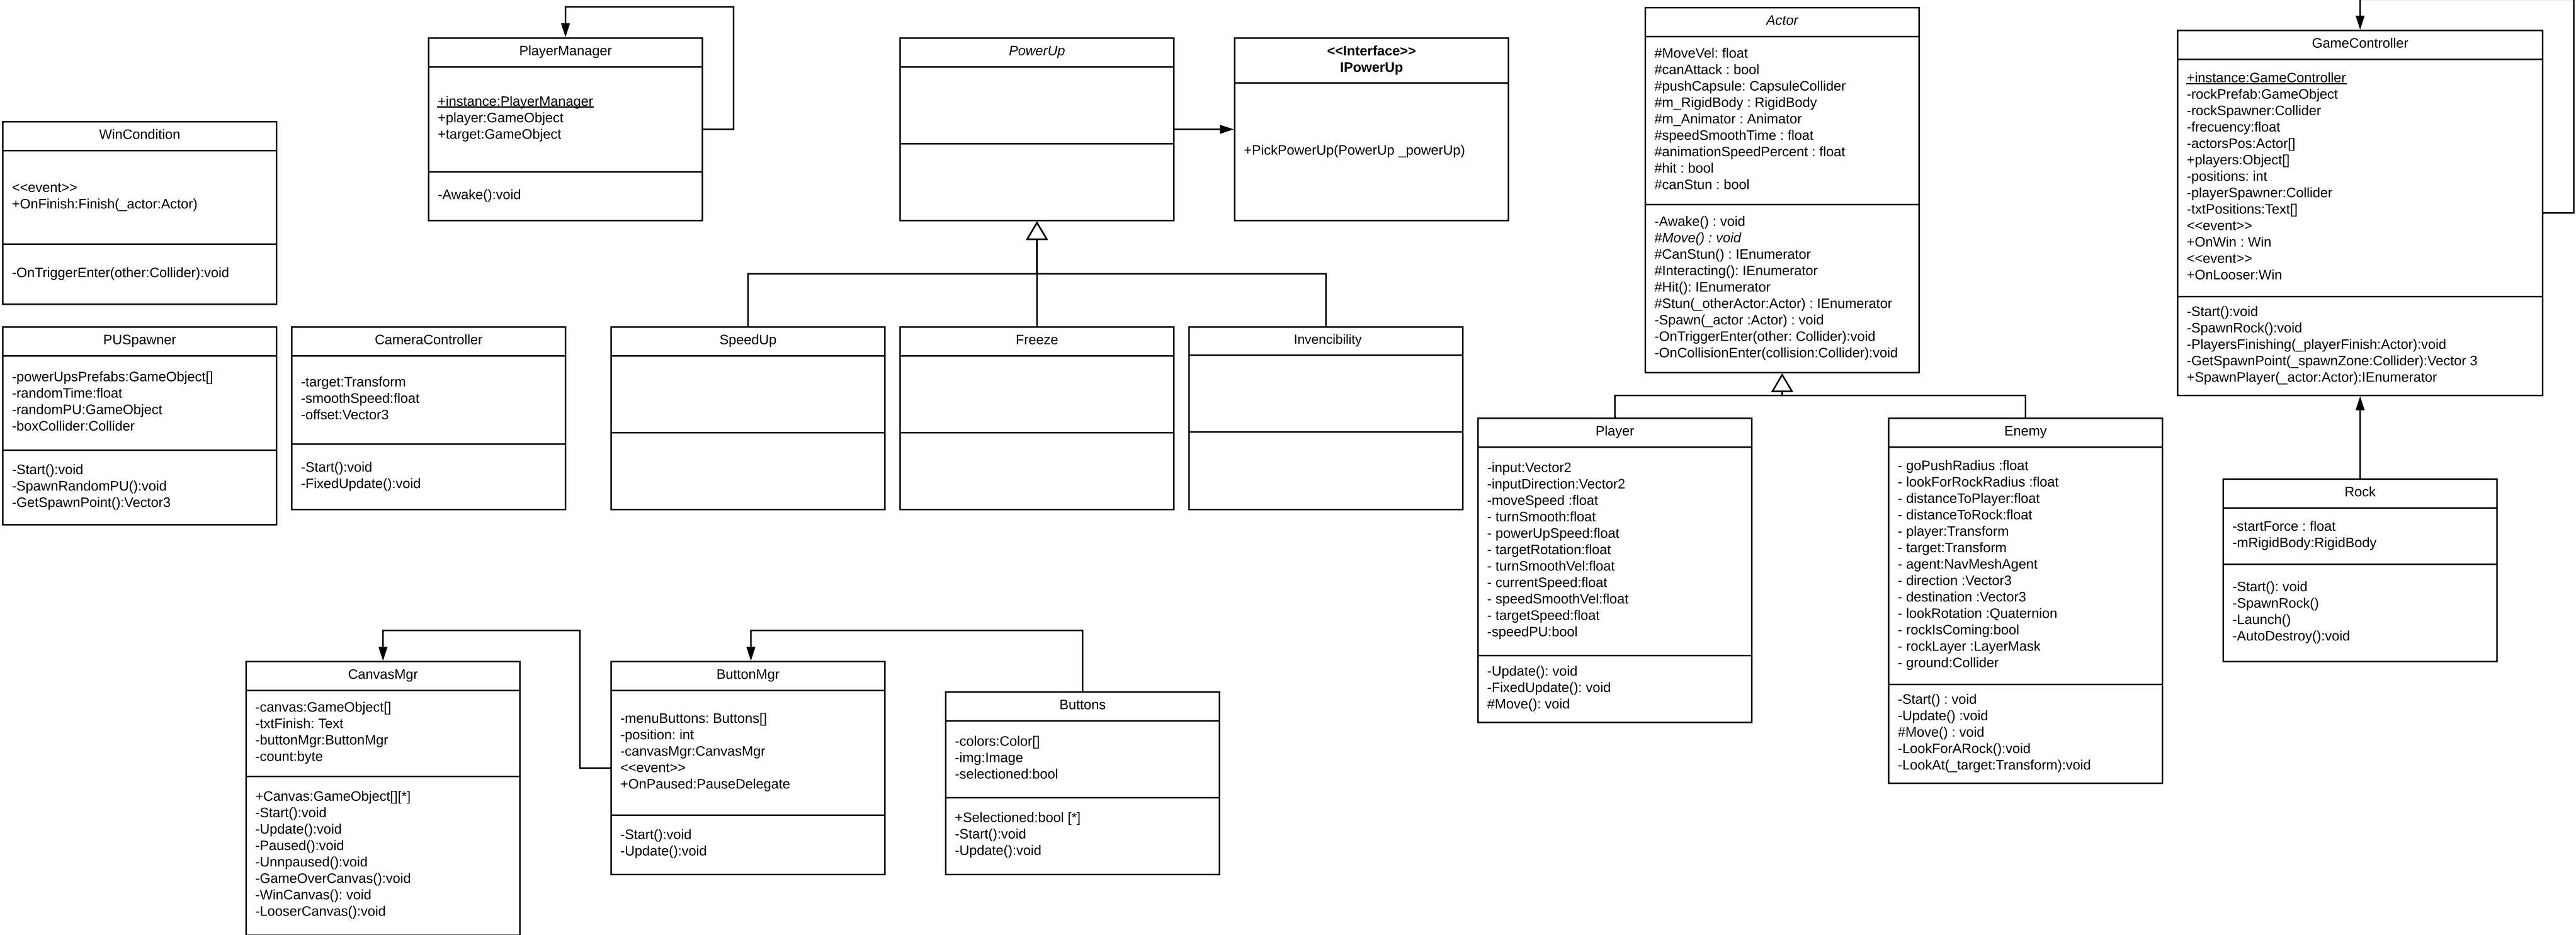 PlayerManager
+instance:PlayerManager
+player:GameObject
+target:GameObject
-Awake():void
PowerUp
<<Interface>>
IPowerUp
+PickPowerUp(PowerUp _powerUp)
Actor
#MoveVel: float
#canAttack : bool
#pushCapsule: CapsuleCollider
#m_RigidBody : RigidBody
#m_Animator : Animator
#speedSmoothTime : float
#animationSpeedPercent : float
#hit : bool
#canStun : bool
-Awake() : void
#Move() : void
#CanStun() : IEnumerator
#Interacting(): IEnumerator
#Hit(): IEnumerator
#Stun(_otherActor:Actor) : IEnumerator
-Spawn(_actor :Actor) : void
-OnTriggerEnter(other: Collider):void
-OnCollisionEnter(collision:Collider):void
GameController
+instance:GameController
-rockPrefab:GameObject
-rockSpawner:Collider
-frecuency:float
-actorsPos:Actor[]
+players:Object[]
-positions: int
-playerSpawner:Collider
-txtPositions:Text[]
<<event>>
+OnWin : Win
<<event>>
+OnLooser:Win
-Start():void
-SpawnRock():void
-PlayersFinishing(_playerFinish:Actor):void
-GetSpawnPoint(_spawnZone:Collider):Vector 3
+SpawnPlayer(_actor:Actor):IEnumerator
WinCondition
<<event>>
+OnFinish:Finish(_actor:Actor)
-OnTriggerEnter(other:Collider):void
PUSpawner
-powerUpsPrefabs:GameObject[]
-randomTime:float
-randomPU:GameObject
-boxCollider:Collider
-Start():void
-SpawnRandomPU():void
-GetSpawnPoint():Vector3
CameraController
-target:Transform
-smoothSpeed:float
-offset:Vector3
-Start():void
-FixedUpdate():void
SpeedUp
Freeze
Invencibility
Player
-input:Vector2
-inputDirection:Vector2
-moveSpeed :float
- turnSmooth:float
- powerUpSpeed:float
- targetRotation:float
- turnSmoothVel:float
- currentSpeed:float
- speedSmoothVel:float
- targetSpeed:float
-speedPU:bool
-Update(): void
-FixedUpdate(): void
#Move(): void
Enemy
- goPushRadius :float
- lookForRockRadius :float
- distanceToPlayer:float
- distanceToRock:float
- player:Transform
- target:Transform
- agent:NavMeshAgent
- direction :Vector3
- destination :Vector3
- lookRotation :Quaternion
- rockIsComing:bool
- rockLayer :LayerMask
- ground:Collider
-Start() : void
-Update() :void
#Move() : void
-LookForARock():void
-LookAt(_target:Transform):void
Rock
-startForce : float
-mRigidBody:RigidBody
-Start(): void
-SpawnRock()
-Launch()
-AutoDestroy():void
CanvasMgr
-canvas:GameObject[]
-txtFinish: Text
-buttonMgr:ButtonMgr
-count:byte
+Canvas:GameObject[][*]
-Start():void
-Update():void
-Paused():void
-Unnpaused():void
-GameOverCanvas():void
-WinCanvas(): void
-LooserCanvas():void
ButtonMgr
-menuButtons: Buttons[]
-position: int
-canvasMgr:CanvasMgr
<<event>>
+OnPaused:PauseDelegate
-Start():void
-Update():void
Buttons
-colors:Color[]
-img:Image
-selectioned:bool
+Selectioned:bool [*]
-Start():void
-Update():void